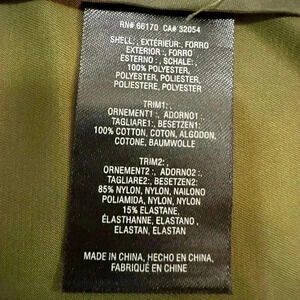 RN# 66170 CA# 32054
SHELL: , EXTÉRIEUR:, FORRO
EXTERIOR :, FORRO
ESTERNO :, SCHALE:,
100% POLYESTER,
POLYESTER, POLIESTER,
POLIESTERE, POLYESTER
TRIM1: ,
ORNEMENT1 :, ADORNO1 :,
TAGLIARE1 :, BESETZEN1:
100% COTTON, COTON, ALGODON,
COTONE, BAUMWOLLE
TRIM2: ,
ORNEMENT2 :, ADORNO2 :,
TAGLIARE2 :, BESETZEN2:
85% NYLON, NYLON, NAILONO
POLIAMIDA, NYLON, NYLON
15% ELASTANE,
ÉLASTHANNE, ELASTANO ,
ELASTAN, ELASTAN
MADE IN CHINA, HECHO EN CHINA,
FABRIQUÉ EN CHINE